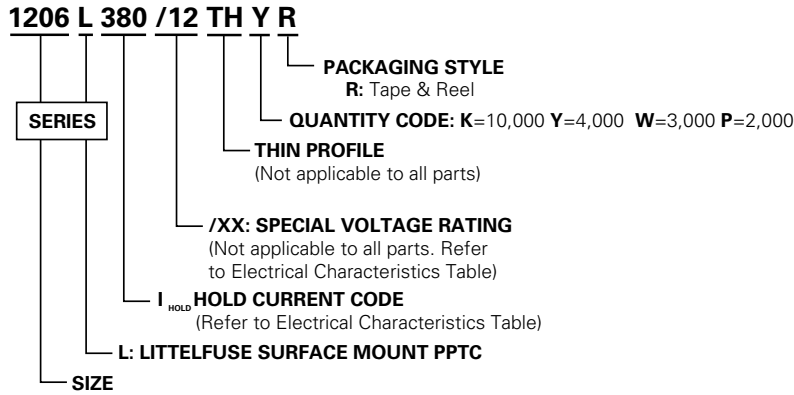 1206 L 380 /12 TH Y R
PACKAGING STYLE
R: Tape & Reel
SERIES
QUANTITY CODE: K=10,000 Y=4,000 W=3,000 P=2,000
THIN PROFILE
(Not applicable to all parts)
/XX: SPECIAL VOLTAGE RATING
(Not applicable to all parts. Refer
to Electrical Characteristics Table)
I HOLD HOLD CURRENT CODE
(Refer to Electrical Characteristics Table)
L: LITTELFUSE SURFACE MOUNT PPTC
SIZE